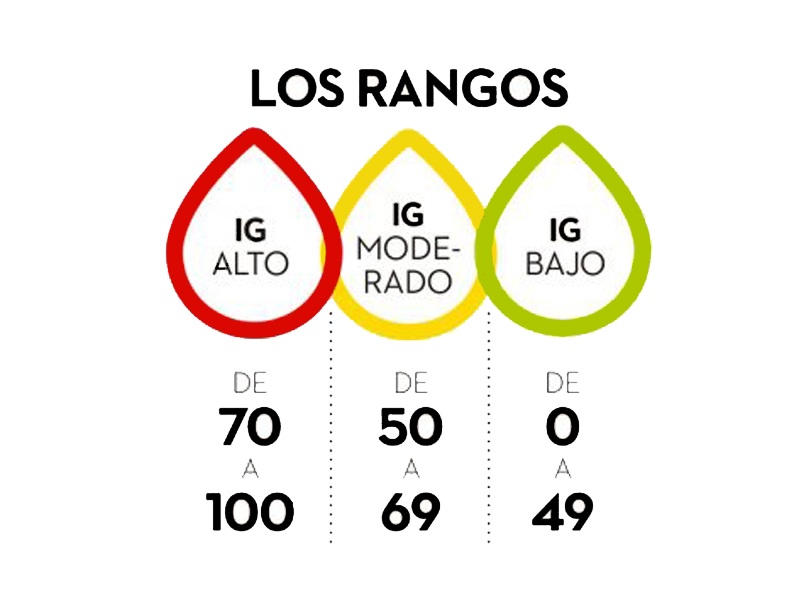 LOS RANGOS
IG
ALTO
IG
MODE-
RADO
IG
BAJO
DE
70
A
100
DE
50
A
69
DE
0
A
49